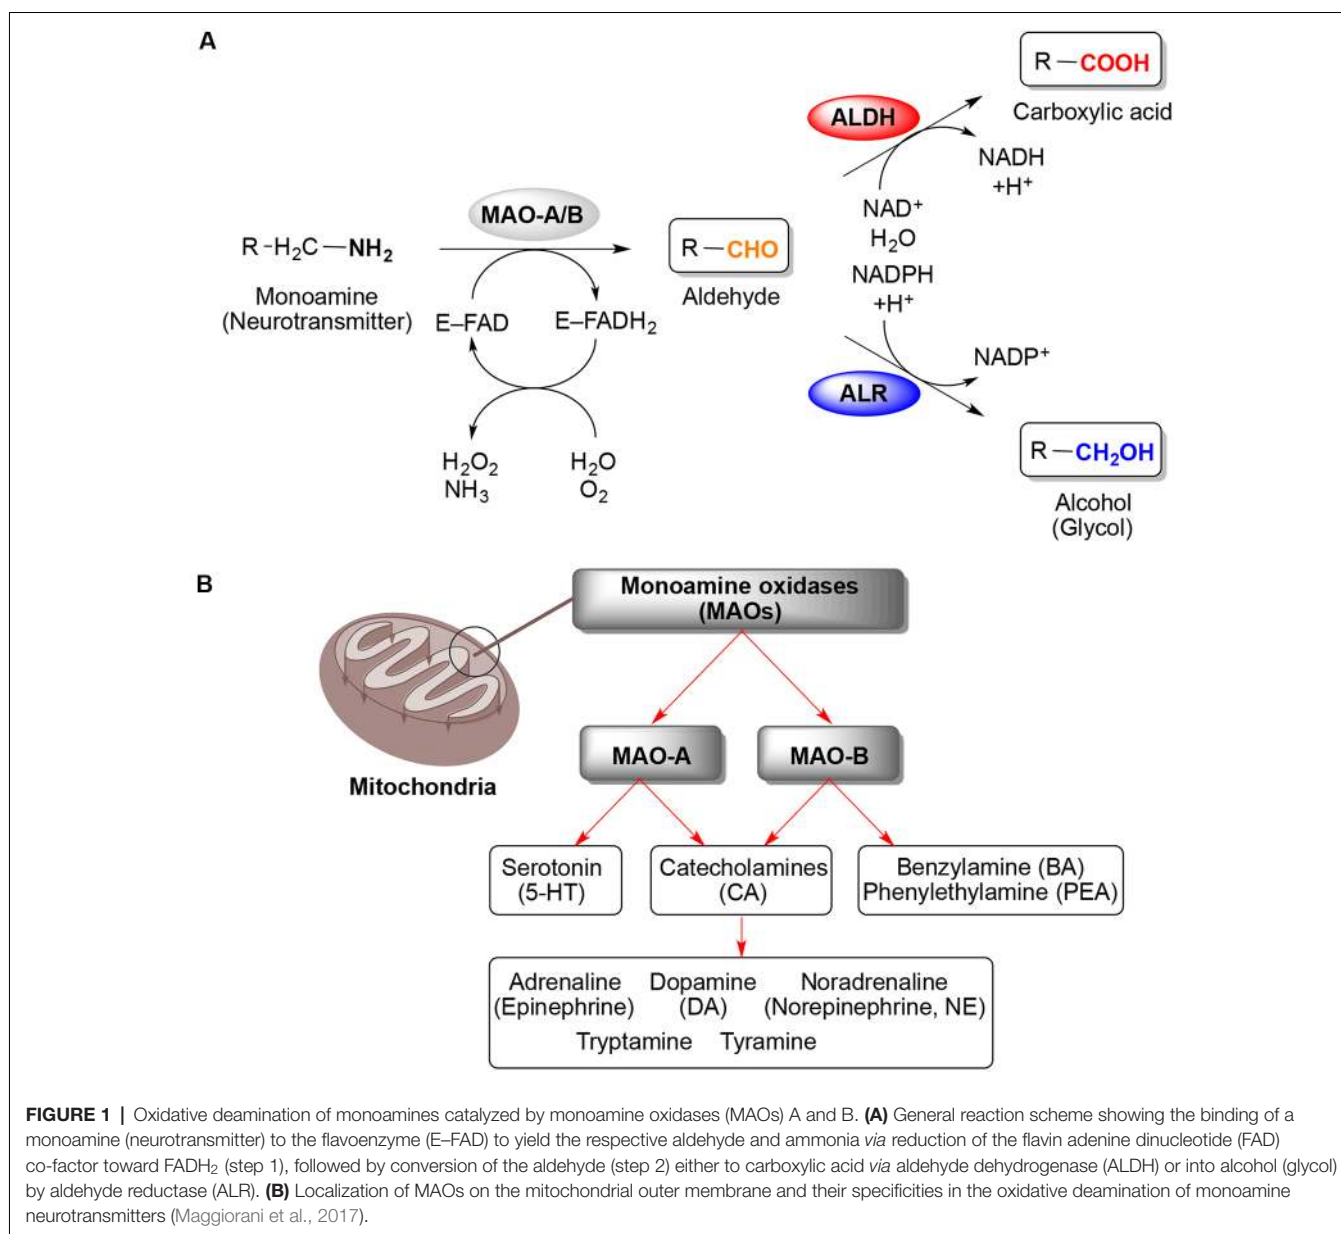 A
R—COOH
Carboxylic acid
ALDH
NADH
+H⁺
NAD⁺
H₂O
MAO-A/B
R-H₂C—NH₂
R—CHO
Monoamine
(Neurotransmitter)
Aldehyde
E–FAD
E–FADH₂
NADPH
+H⁺
NADP⁺
ALR
H₂O₂
NH₃
H₂O
O₂
R—CH₂OH
Alcohol
(Glycol)
B
Monoamine oxidases
(MAOs)
Mitochondria
MAO-A
MAO-B
Serotonin
(5-HT)
Catecholamines
(CA)
Benzylamine (BA)
Phenylethylamine (PEA)
Adrenaline
(Epinephrine)
Dopamine
(DA)
Noradrenaline
(Norepinephrine, NE)
Tryptamine
Tyramine
FIGURE 1 | Oxidative deamination of monoamines catalyzed by monoamine oxidases (MAOs) A and B. (A) General reaction scheme showing the binding of a
monoamine (neurotransmitter) to the flavoenzyme (E–FAD) to yield the respective aldehyde and ammonia via reduction of the flavin adenine dinucleotide (FAD)
co-factor toward FADH₂ (step 1), followed by conversion of the aldehyde (step 2) either to carboxylic acid via aldehyde dehydrogenase (ALDH) or into alcohol (glycol)
by aldehyde reductase (ALR). (B) Localization of MAOs on the mitochondrial outer membrane and their specificities in the oxidative deamination of monoamine
neurotransmitters (Maggiorani et al., 2017).